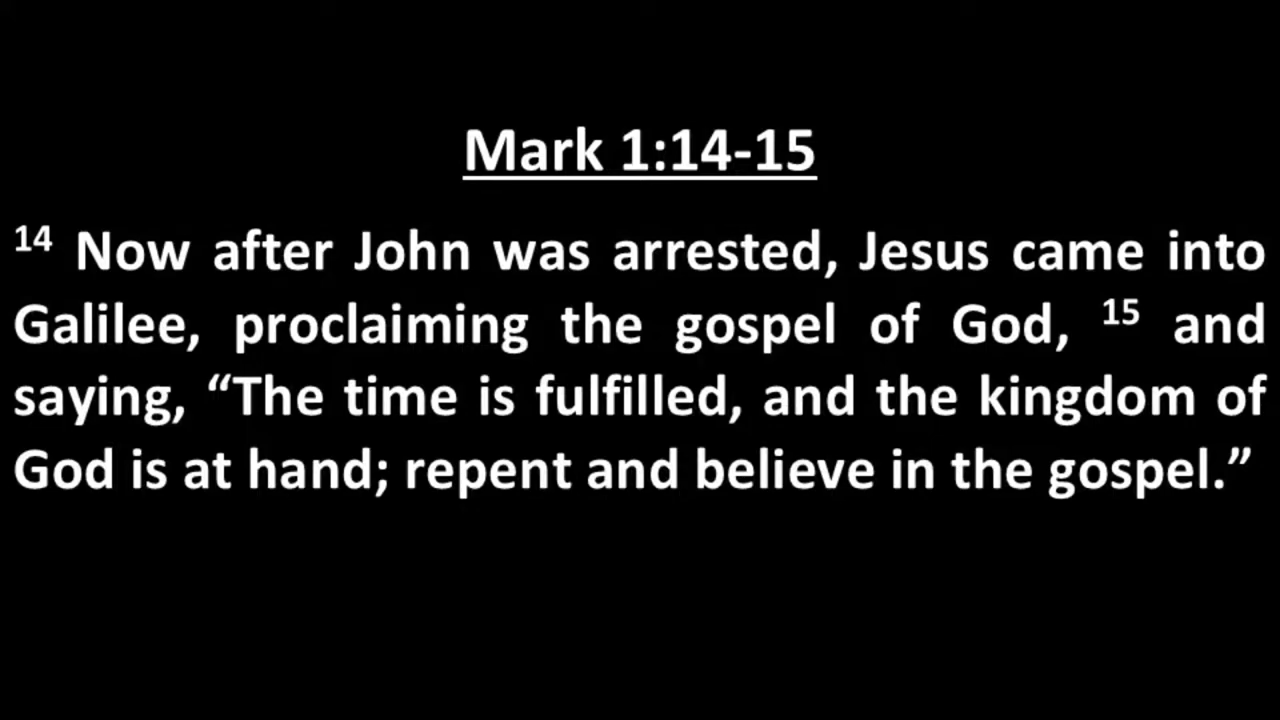 Mark 1:14-15
14 Now after John was arrested, Jesus came into
Galilee, proclaiming the gospel of God, 15 and
saying, “The time is fulfilled, and the kingdom of
God is at hand; repent and believe in the gospel.”